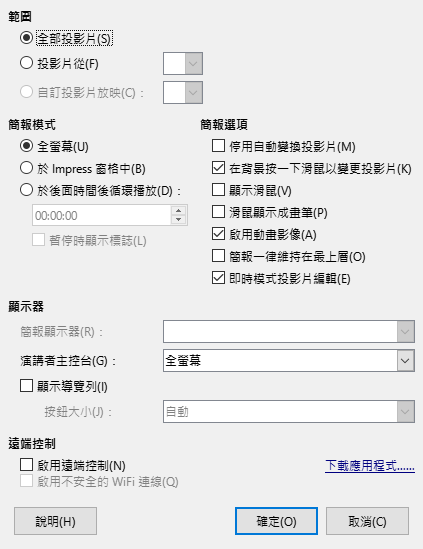 範圍
全部投影片(S)
投影片從(F)
自訂投影片放映(C)：
簡報模式
全螢幕(U)
於 Impress 窗格中(B)
於後面時間後循環播放(D)：
00:00:00
暫停時顯示標誌(L)
簡報選項
停用自動變換投影片(M)
在背景按一下滑鼠以變更投影片(K)
顯示滑鼠(V)
滑鼠顯示成畫筆(P)
啟用動畫影像(A)
簡報一律維持在最上層(O)
即時模式投影片編輯(E)
顯示器
簡報顯示器(R)：
演講者主控台(G)： 全螢幕
顯示導覽列(I)
按鈕大小(J)： 自動
遠端控制
啟用遠端控制(N) 下載應用程式......
啟用不安全的 WiFi 連線(Q)
說明(H) 確定(O) 取消(C)